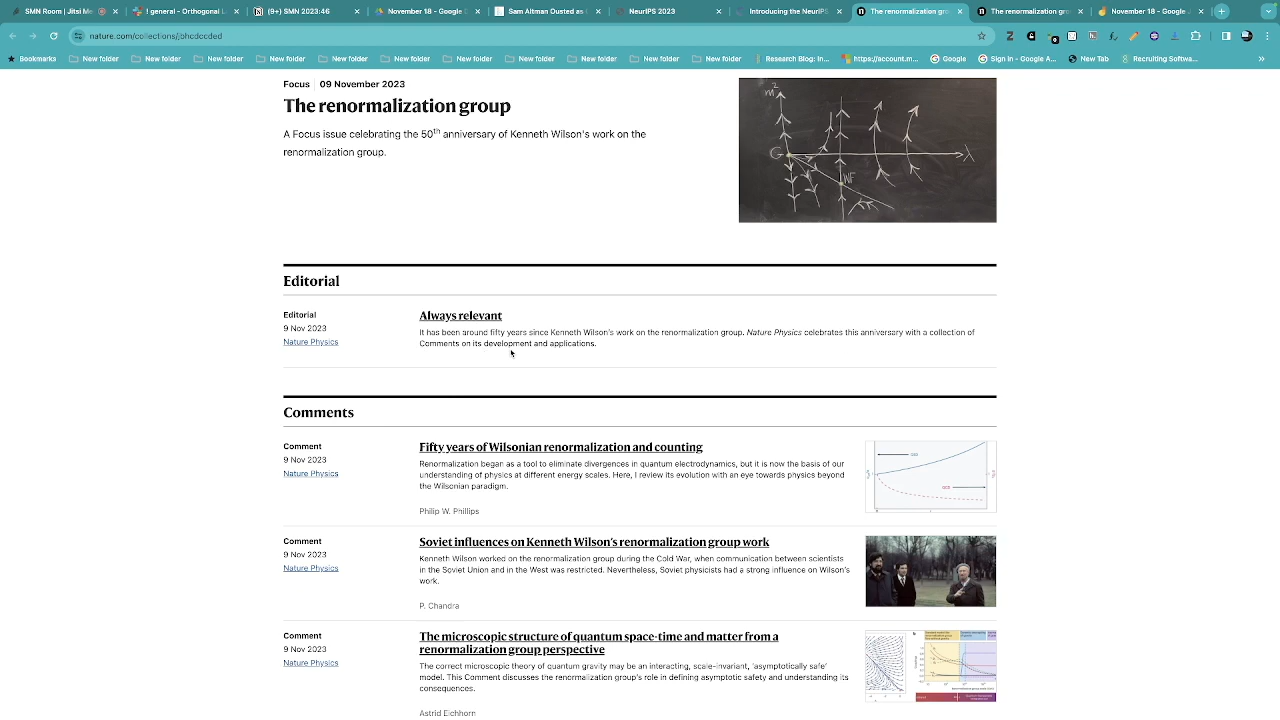 SMN Room | Jitsi Me
! general - Orthogonal L
(9+) SMN 2023:46
November 18 - Google
Sam Altman Ousted as
NeurIPS 2023
Introducing the NeurIPS
The renormalization gro
The renormalization gro
November 18 - Google
nature.com/collections/jbhcdccded
Bookmarks
New folder
New folder
New folder
New folder
New folder
New folder
New folder
New folder
New folder
New folder
Research Blog: In...
https://account.m...
Google
Sign in - Google A...
New Tab
Recruiting Softwa...
Focus
09 November 2023
The renormalization group
A Focus issue celebrating the 50th anniversary of Kenneth Wilson's work on the
renormalization group.
m²
G
λ
WF
Editorial
Editorial
9 Nov 2023
Nature Physics
Always relevant
It has been around fifty years since Kenneth Wilson's work on the renormalization group. Nature Physics celebrates this anniversary with a collection of
Comments on its development and applications.
Comments
Comment
9 Nov 2023
Nature Physics
Fifty years of Wilsonian renormalization and counting
Renormalization began as a tool to eliminate divergences in quantum electrodynamics, but it is now the basis of our
understanding of physics at different energy scales. Here, I review its evolution with an eye towards physics beyond
the Wilsonian paradigm.
Philip W. Phillips
Comment
9 Nov 2023
Nature Physics
Soviet influences on Kenneth Wilson's renormalization group work
Kenneth Wilson worked on the renormalization group during the Cold War, when communication between scientists
in the Soviet Union and in the West was restricted. Nevertheless, Soviet physicists had a strong influence on Wilson's
work.
P. Chandra
Comment
9 Nov 2023
Nature Physics
The microscopic structure of quantum space-time and matter from a
renormalization group perspective
The correct microscopic theory of quantum gravity may be an interacting, scale-invariant, 'asymptotically safe'
theory. This Comment discusses renormalization group's role in defining asymptotic safety and understanding its
consequences.
Astrid Eichhorn